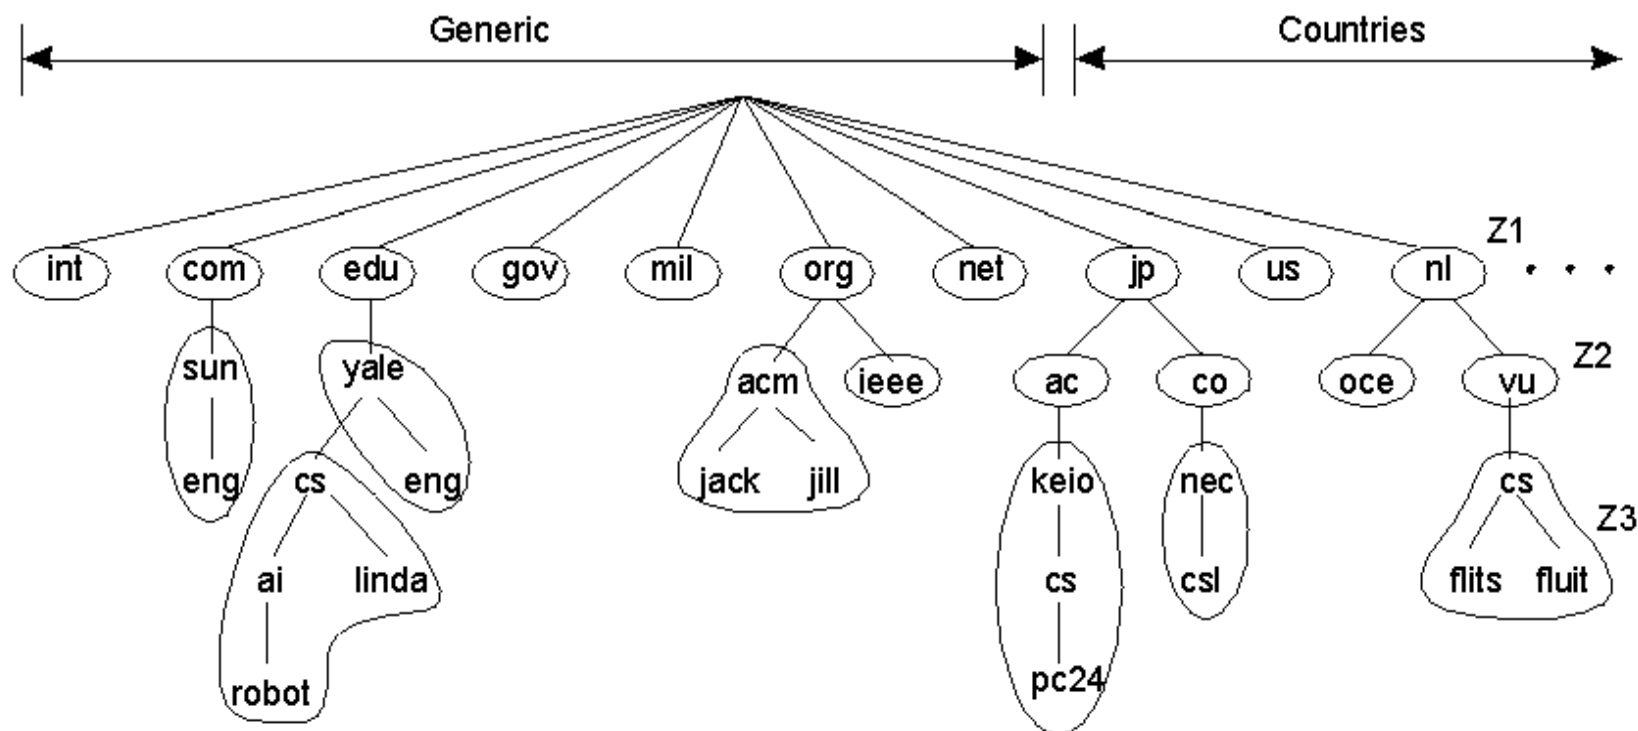 Generic Countries
Z1
int com edu gov mil org net jp us nl . . .
Z2
sun yale acm ieee ac co oce vu
eng cs eng jack jill keio nec cs
Z3
ai linda cs csl flits fluit
robot pc24